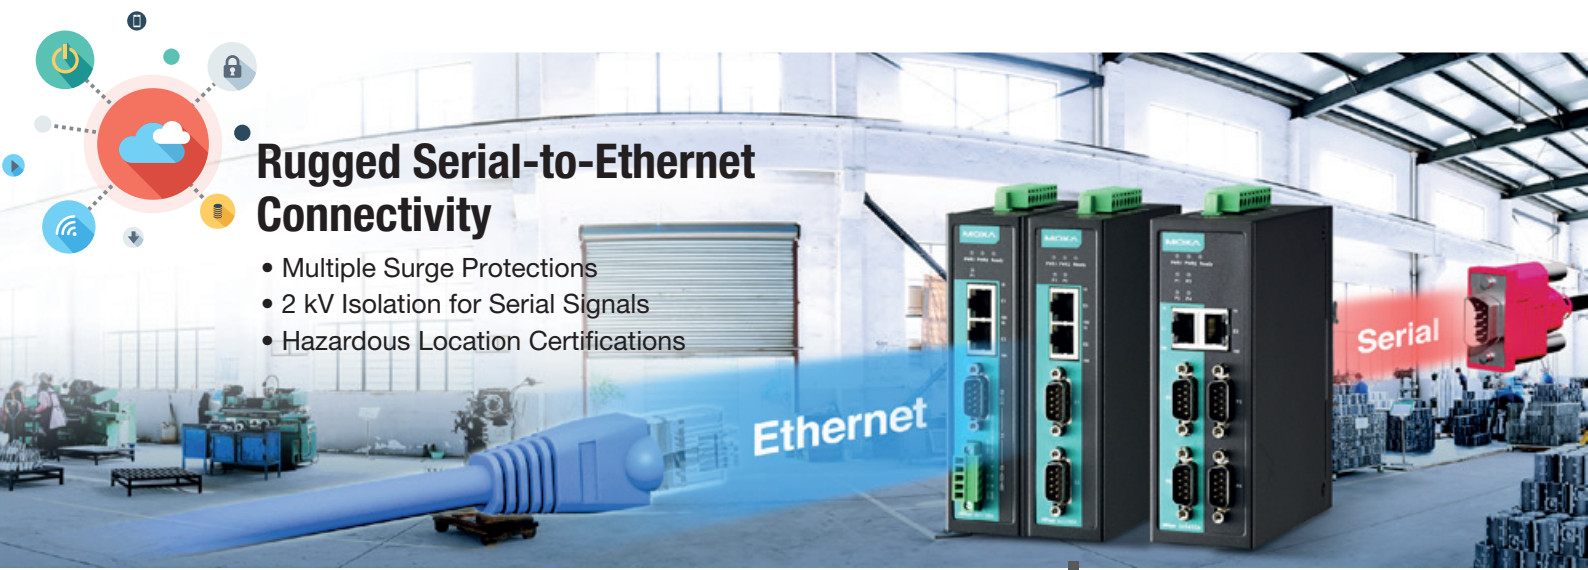 Rugged Serial-to-Ethernet
Connectivity
• Multiple Surge Protections
• 2 kV Isolation for Serial Signals
• Hazardous Location Certifications
MOXA
MOXA
MOXA
Ethernet
Serial